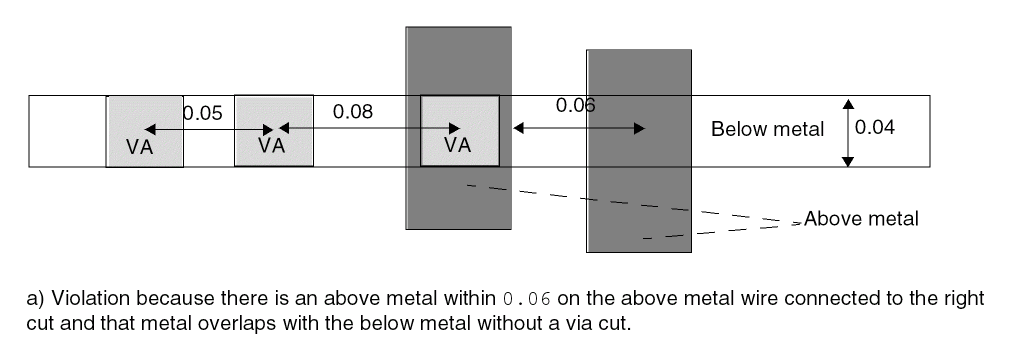 0.05
0.08
0.06
VA
VA
VA
Below metal
0.04
Above metal
a) Violation because there is an above metal within 0.06 on the above metal wire connected to the right
cut and that metal overlaps with the below metal without a via cut.